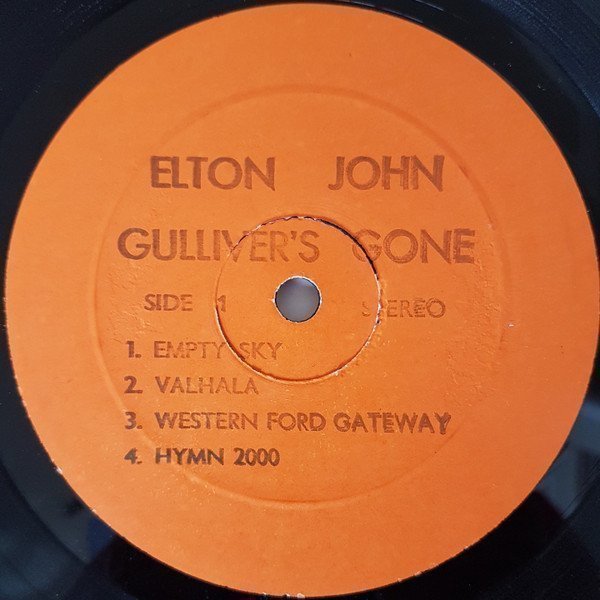 ELTON JOHN
GULLIVER'S GONE
SIDE 1 STEREO
1. EMPTY SKY
2. VALHALA
3. WESTERN FORD GATEWAY
4. HYMN 2000